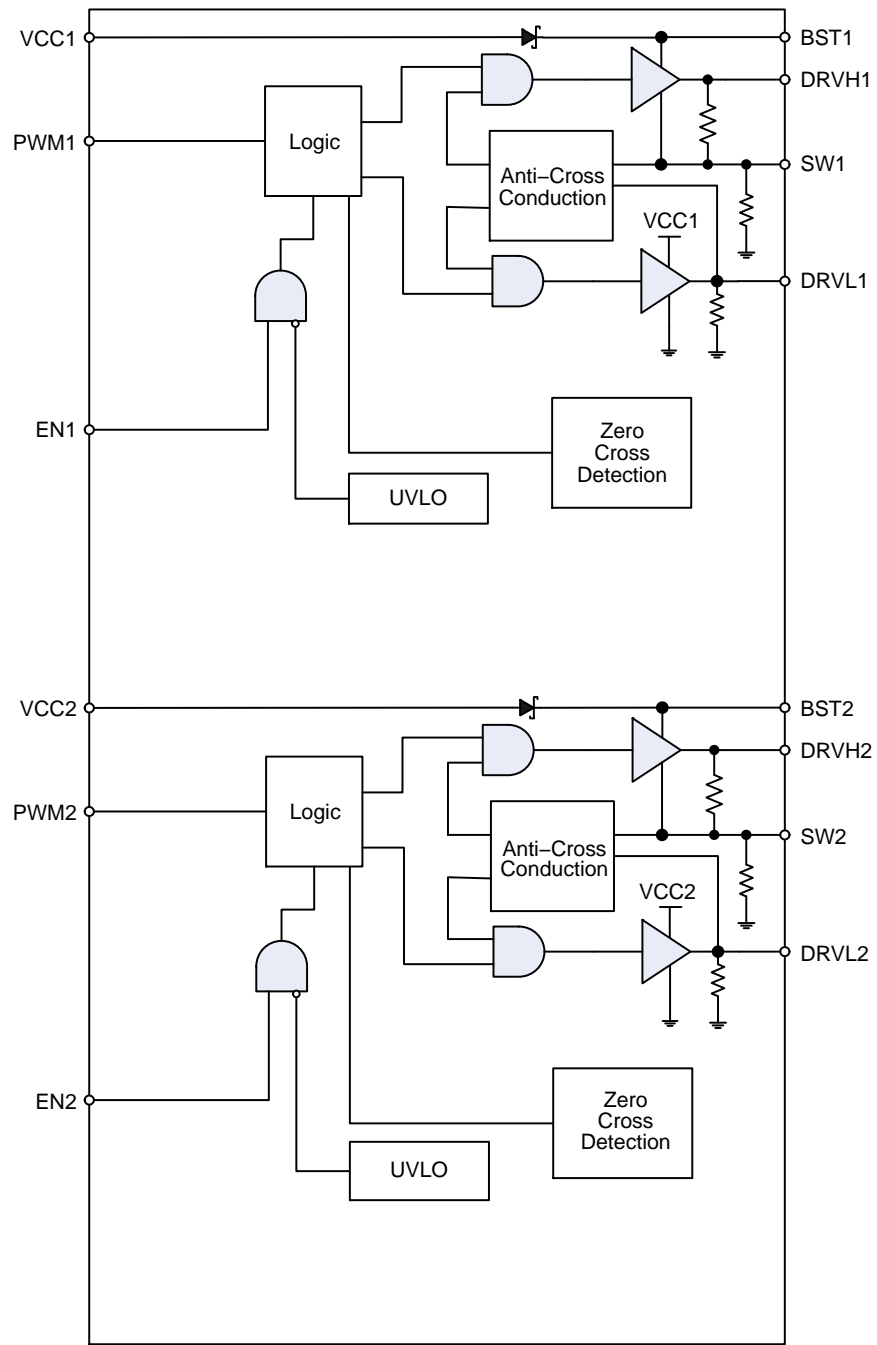 VCC1
BST1
DRVH1
PWM1
Logic
Anti–Cross
Conduction
SW1
VCC1
DRVL1
EN1
Zero
Cross
Detection
UVLO
VCC2
BST2
DRVH2
PWM2
Logic
Anti–Cross
Conduction
SW2
VCC2
DRVL2
EN2
Zero
Cross
Detection
UVLO